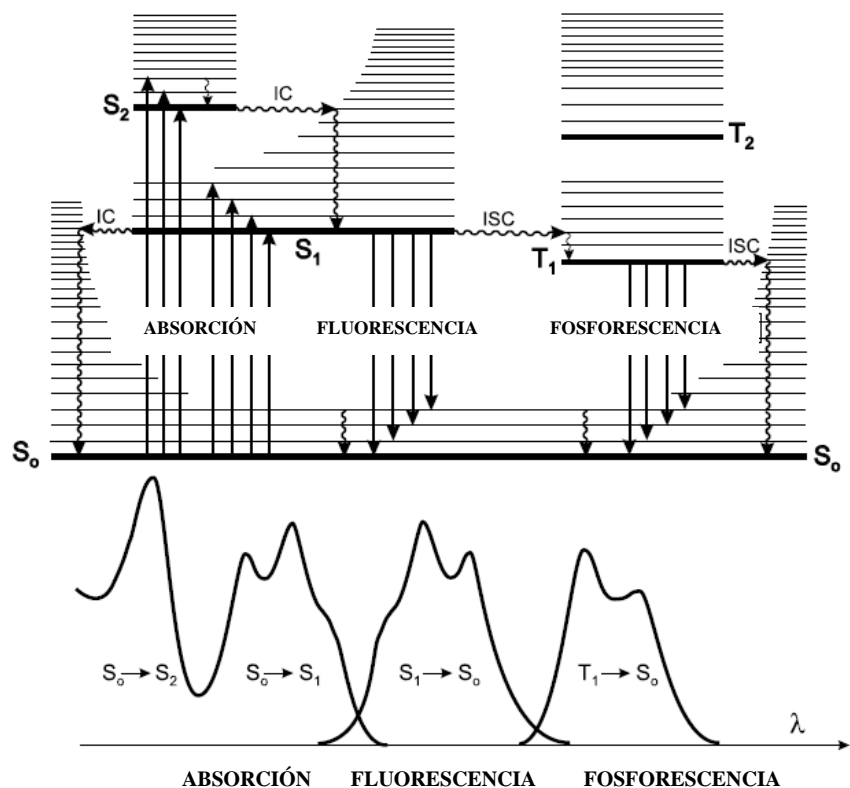 IC
S₂
T₂
IC
ISC
ISC
S₁
T₁
ABSORCIÓN FLUORESCENCIA FOSFORESCENCIA
Sₒ Sₒ
Sₒ→S₂ Sₒ→S₁ S₁→Sₒ T₁→Sₒ
λ
ABSORCIÓN FLUORESCENCIA FOSFORESCENCIA